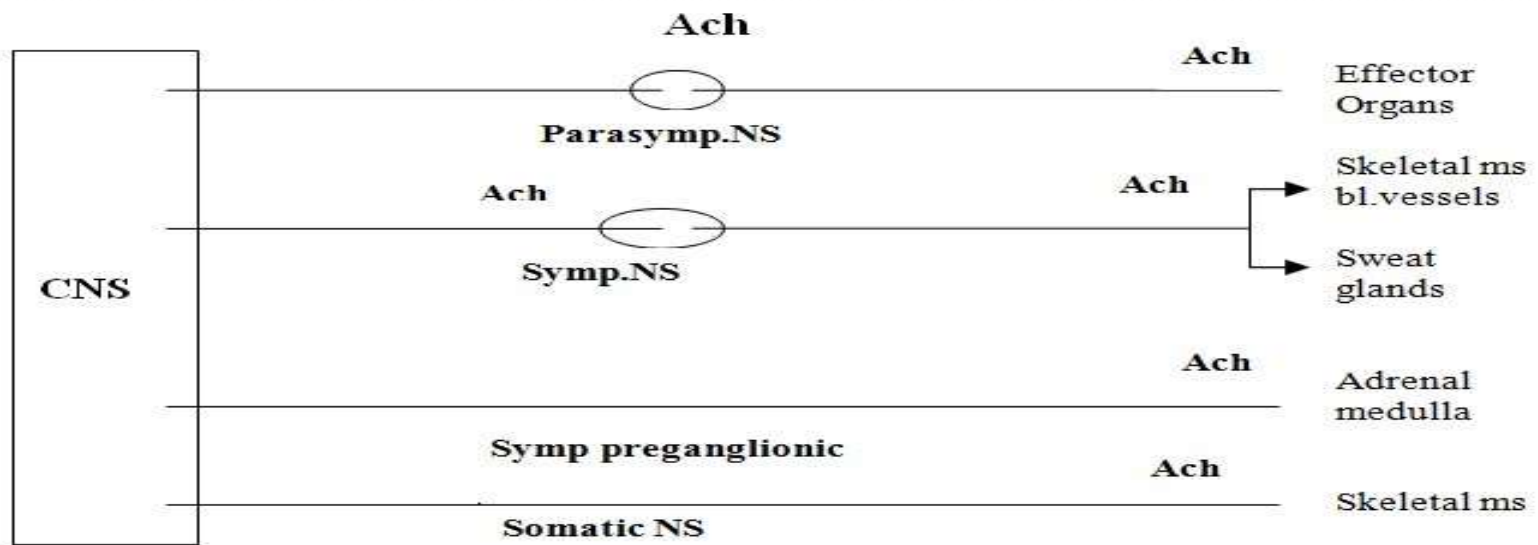 Ach
Ach
Effector
Organs
Parasymp.NS
Skeletal ms
bl.vessels
Ach
Ach
Symp.NS
Sweat
glands
CNS
Ach
Adrenal
medulla
Symp preganglionic
Ach
Skeletal ms
Somatic NS